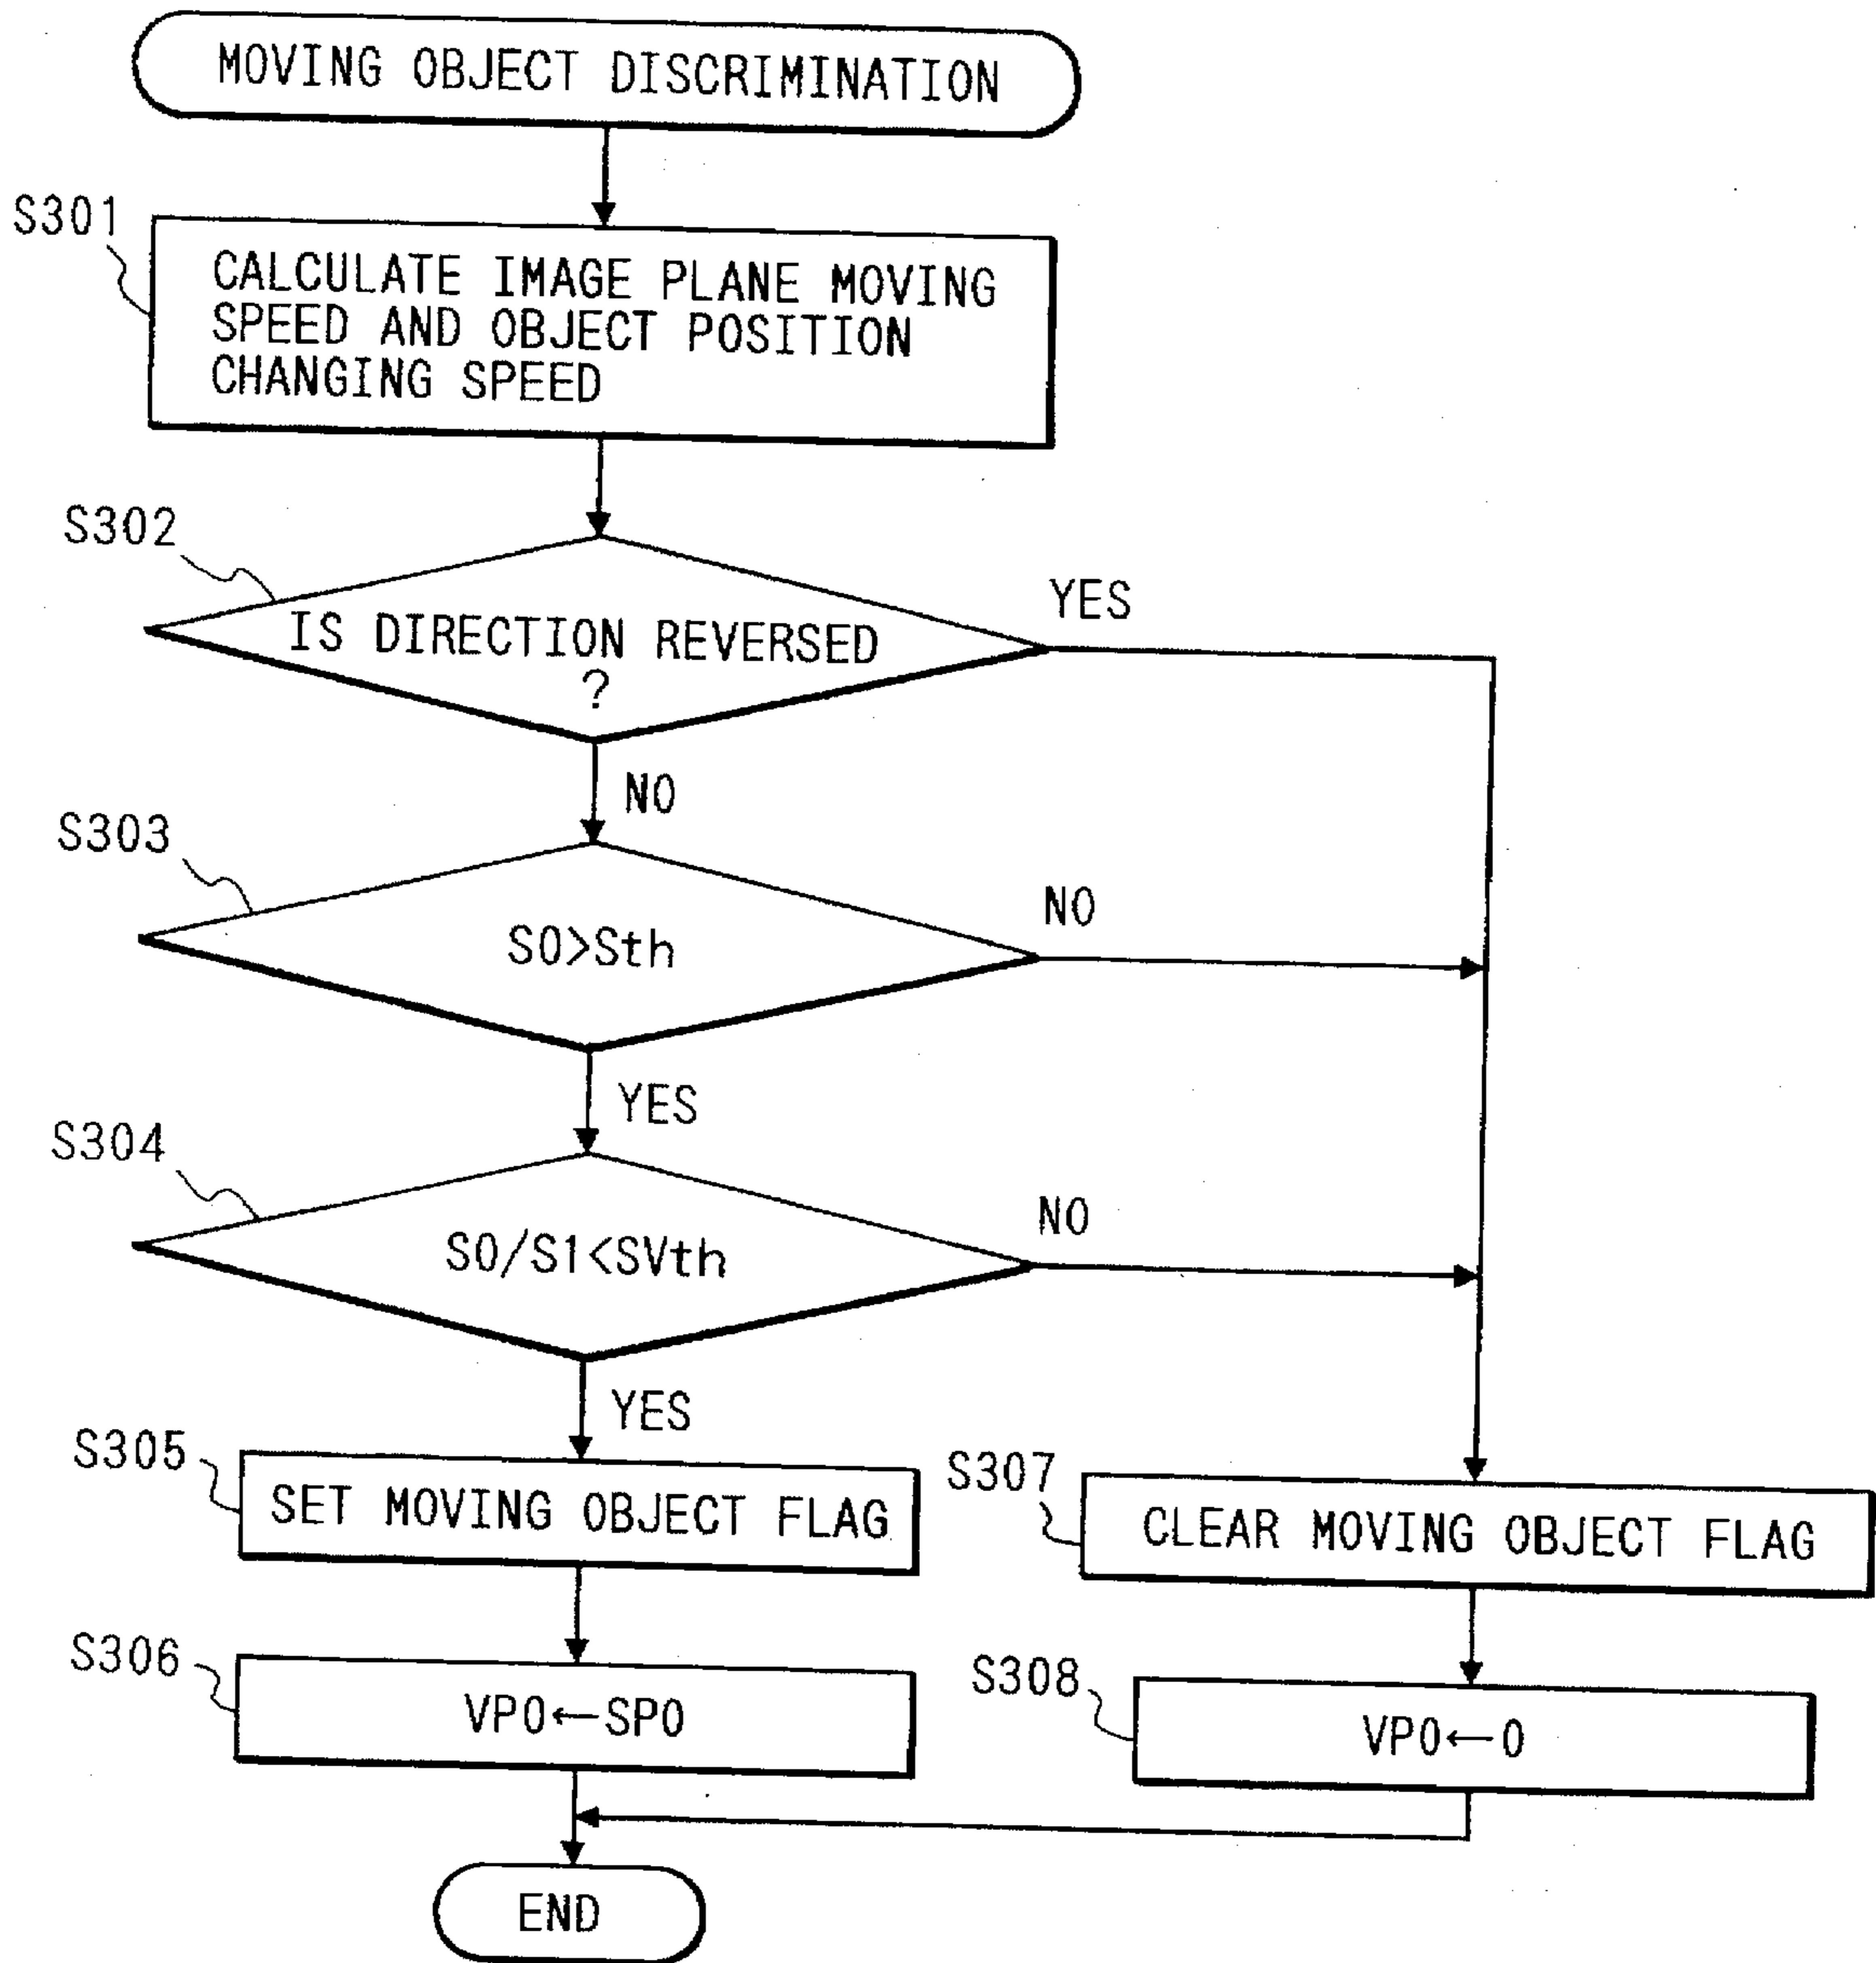 MOVING OBJECT DISCRIMINATION
S301
CALCULATE IMAGE PLANE MOVING
SPEED AND OBJECT POSITION
CHANGING SPEED
S302
IS DIRECTION REVERSED
?
YES
NO
S303
S0>Sth
NO
YES
S304
S0/S1<SVth
NO
YES
S305
SET MOVING OBJECT FLAG
S307
CLEAR MOVING OBJECT FLAG
S306
VP0←SP0
S308
VP0←0
END